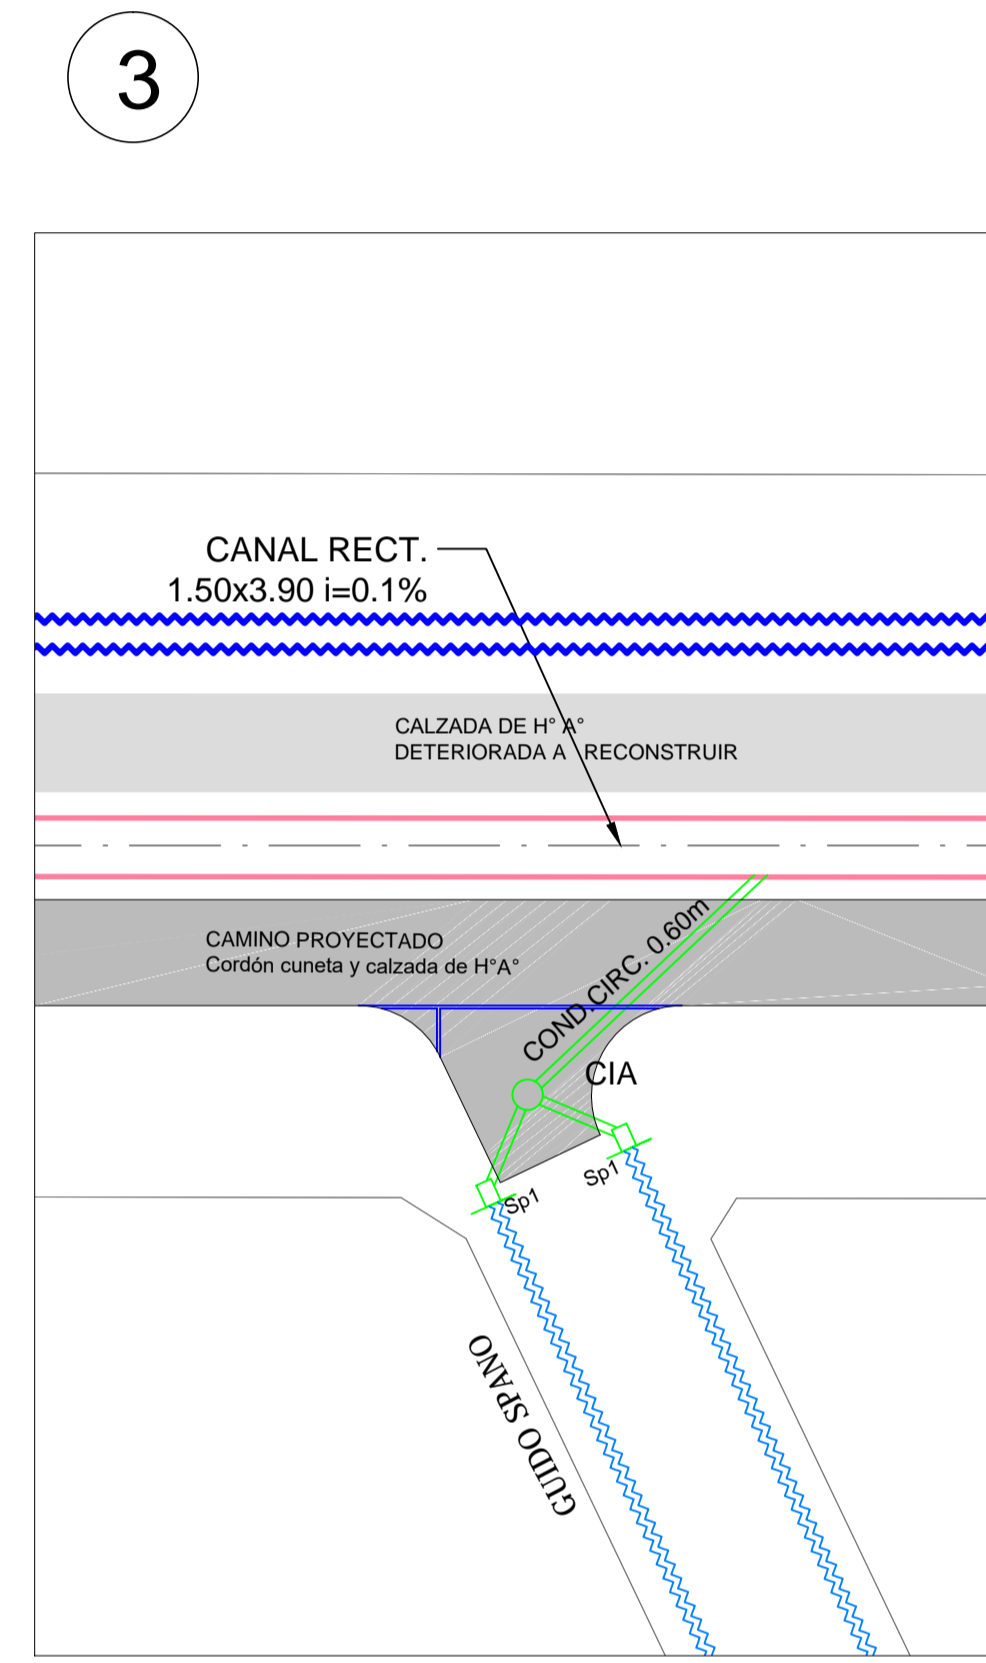 3
CANAL RECT.
1.50x3.90 i=0.1%
CALZADA DE H° A°
DETERIORADA A RECONSTRUIR
CAMINO PROYECTADO
Cordón cuneta y calzada de H°A°
COND.CIRC. 0.60m
CIA
Sp1
Sp1
GUIDO SPANO